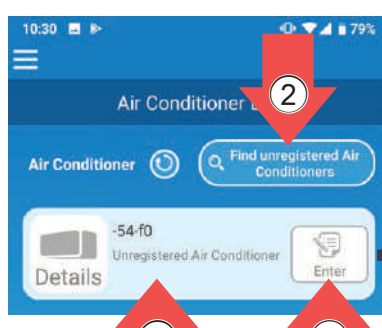 10:30 79%
Air Conditioner
2
Air Conditioner Find unregistered Air
Conditioners
-54-f0
Unregistered Air Conditioner
Details Enter